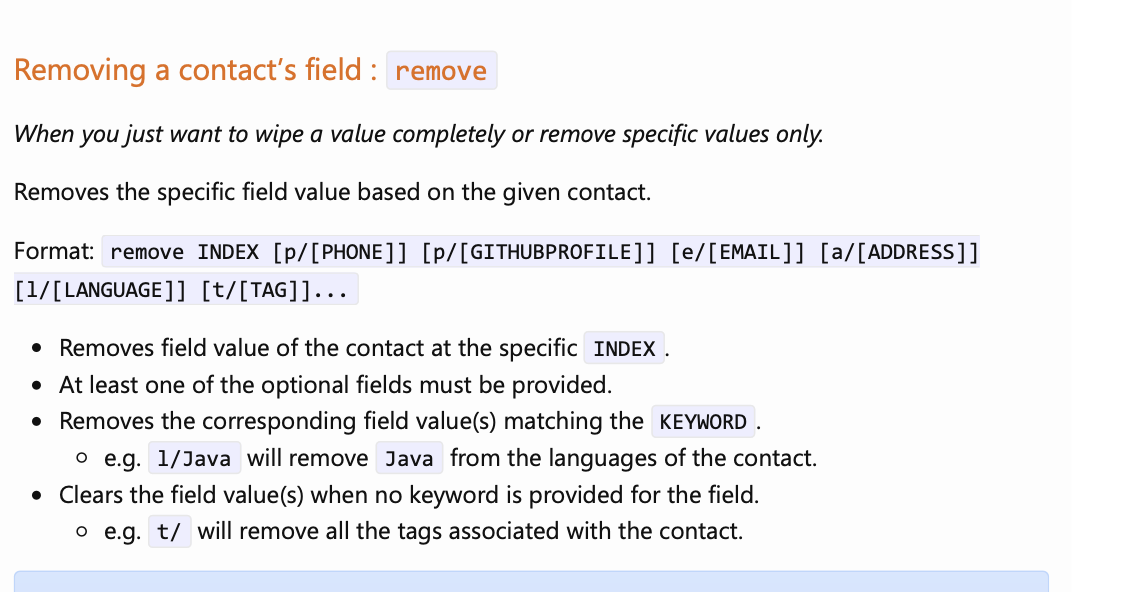 Removing a contact’s field : remove
When you just want to wipe a value completely or remove specific values only.
Removes the specific field value based on the given contact.
Format: remove INDEX [p/[PHONE]] [p/[GITHUBPROFILE]] [e/[EMAIL]] [a/[ADDRESS]]
[l/[LANGUAGE]] [t/[TAG]]...
• Removes field value of the contact at the specific INDEX.
• At least one of the optional fields must be provided.
• Removes the corresponding field value(s) matching the KEYWORD.
○ e.g. l/Java will remove Java from the languages of the contact.
• Clears the field value(s) when no keyword is provided for the field.
○ e.g. t/ will remove all the tags associated with the contact.